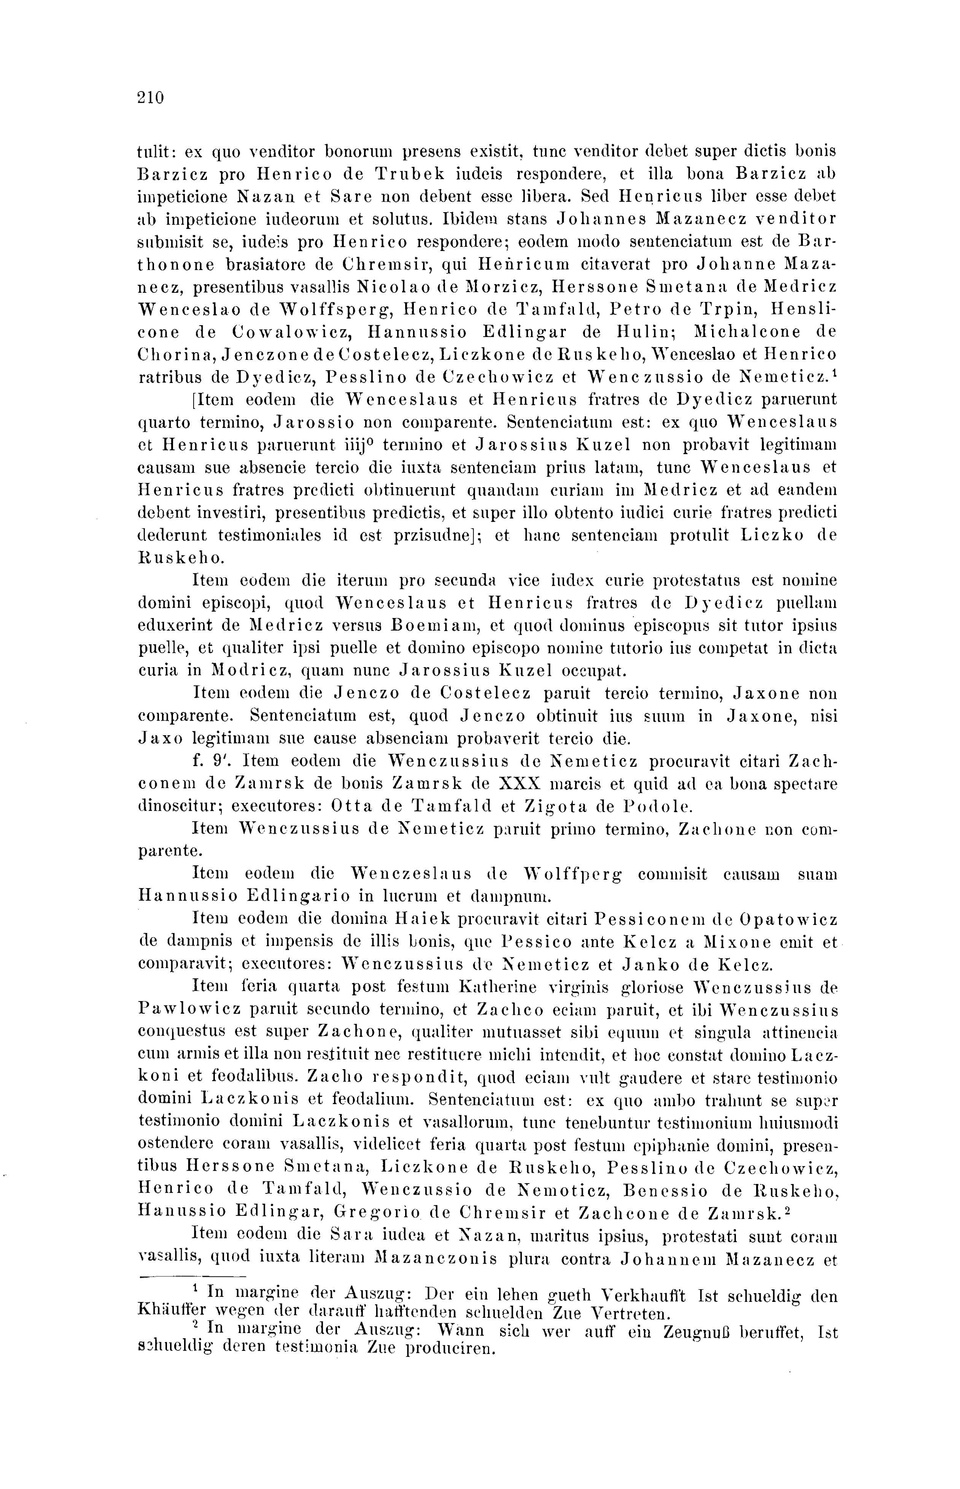 210
tulit: ex quo venditor bonorum presens existit, tunc venditor debet super dictis bonis
Barzicz pro Henrico de Trubek iudeis respondere, et illa bona Barzicz ab
impeticione Nazan et Sare non debent esse libera. Sed Henricus liber esse debet
ab impeticione iudeorum et solutus. Ibidem stans Johannes Mazanecz venditor
submisit se, iudeis pro Henrico respondere; eodem modo sentenciatum est de Bar-
thonone brasiatore de Chremsir, qui Henricum citaverat pro Johanne Maza-
necz, presentibus vasallis Nicolao de Morzicz, Herssone Smetana de Medricz
Wenceslao de Wolffsperg, Henrico de Tamfald, Petro de Trpin, Hensli-
cone de Cowalowicz, Hannussio Edlingar de Hulin; Michalcone de
Chorina, Jenczone de Costelecz, Liczkone de Ruskeho, Wenceslao et Henrico
ratribus de Dyedicz, Pesslino de Czechowicz et Wenczussio de Nemeticz.¹
[Item eodem die Wenceslaus et Henricus fratres de Dyedicz paruerunt
quarto termino, Jarossio non comparente. Sentenciatum est: ex quo Wenceslaus
et Henricus paruerunt iiij⁰ termino et Jarossius Kuzel non probavit legitimam
causam sue absencie tercio die iuxta sentenciam prius latam, tunc Wenceslaus et
Henricus fratres predicti obtinuerunt quandam curiam im Medricz et ad eandem
debent investiri, presentibus predictis, et super illo obtento iudici curie fratres predicti
dederunt testimoniales id est przisudne]; et hanc sentenciam protulit Liczko de
Ruskeho.
Item eodem die iterum pro secunda vice iudex curie protestatus est nomine
domini episcopi, quod Wenceslaus et Henricus fratres de Dyedicz puellam
eduxerint de Medricz versus Boemiam, et quod dominus episcopus sit tutor ipsius
puelle, et qualiter ipsi puelle et domino episcopo nomine tutorio ius competat in dicta
curia in Modricz, quam nunc Jarossius Kuzel occupat.
Item eodem die Jenczo de Costelecz paruit tercio termino, Jaxone non
comparente. Sentenciatum est, quod Jenczo obtinuit ius suum in Jaxone, nisi
Jaxo legitimam sue cause absenciam probaverit tercio die.
f. 9'. Item eodem die Wenczussius de Nemeticz procuravit citari Zach-
conem de Zamrsk de bonis Zamrsk de XXX marcis et quid ad ea bona spectare
dinoscitur; executores: Otta de Tamfald et Zigota de Podole.
Item Wenczussius de Nemeticz paruit primo termino, Zachone non com-
parente.
Item eodem die Wenczeslaus de Wolffperg commisit causam suam
Hannussio Edlingario in lucrum et dampnum.
Item eodem die domina Haiek procuravit citari Pessiconem de Opatowicz
de dampnis et impensis de illis bonis, que Pessico ante Kelcz a Mixone emit et
comparavit; executores: Wenczussius de Nemeticz et Janko de Kelcz.
Item feria quarta post festum Katherine virginis gloriose Wenczussius de
Pawlowicz paruit secundo termino, et Zachco eciam paruit, et ibi Wenczussius
conquestus est super Zachone, qualiter mutuasset sibi equum et singula attinencia
cum armis et illa non restituit nec restituere michi intendit, et hoc constat domino Lacz-
koni et feodalibus. Zacho respondit, quod eciam vult gaudere et stare testimonio
domini Laczkonis et feodalium. Sentenciatum est: ex quo ambo trahunt se super
testimonio domini Laczkonis et vasallorum, tunc tenebuntur testimonium huiusmodi
ostendere coram vasallis, videlicet feria quarta post festum epiphanie domini, presen-
tibus Herssone Smetana, Liczkone de Ruskeho, Pesslino de Czechowicz,
Henrico de Tamfald, Wenczussio de Nemoticz, Benessio de Ruskeho,
Hanussio Edlingar, Gregorio de Chremsir et Zachcone de Zamrsk.²
Item eodem die Sara iudea et Nazan, maritus ipsius, protestati sunt coram
vasallis, quod iuxta literam Mazanczonis plura contra Johannem Mazanecz et
¹ In margine der Auszug: Der ein lehen gueth Verkhaufft Ist schueldig den
Khäuffer wegen der darauff hafftenden schuelden Zue Vertreten.
² In margine der Auszug: Wann sich wer auff ein Zeugnuß beruffet, Ist
schueldig deren testimonia Zue produciren.